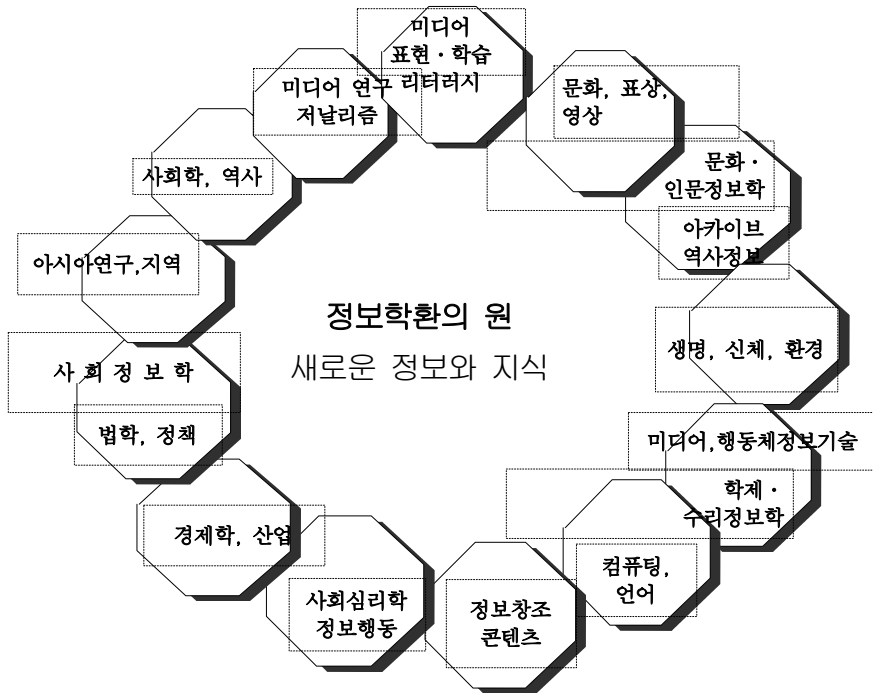 미디어
표현·학습
리터러시
미디어 연구
저날리즘
문화, 표상,
영상
문화·
인문정보학
사회학, 역사
아카이브
역사정보
아시아연구,지역
정보학환의 원
새로운 정보와 지식
생명, 신체, 환경
사 회 정 보 학
법학, 정책
미디어,행동체정보기술
학제·
수리정보학
경제학, 산업
컴퓨팅,
언어
사회심리학
정보행동
정보창조
콘텐츠